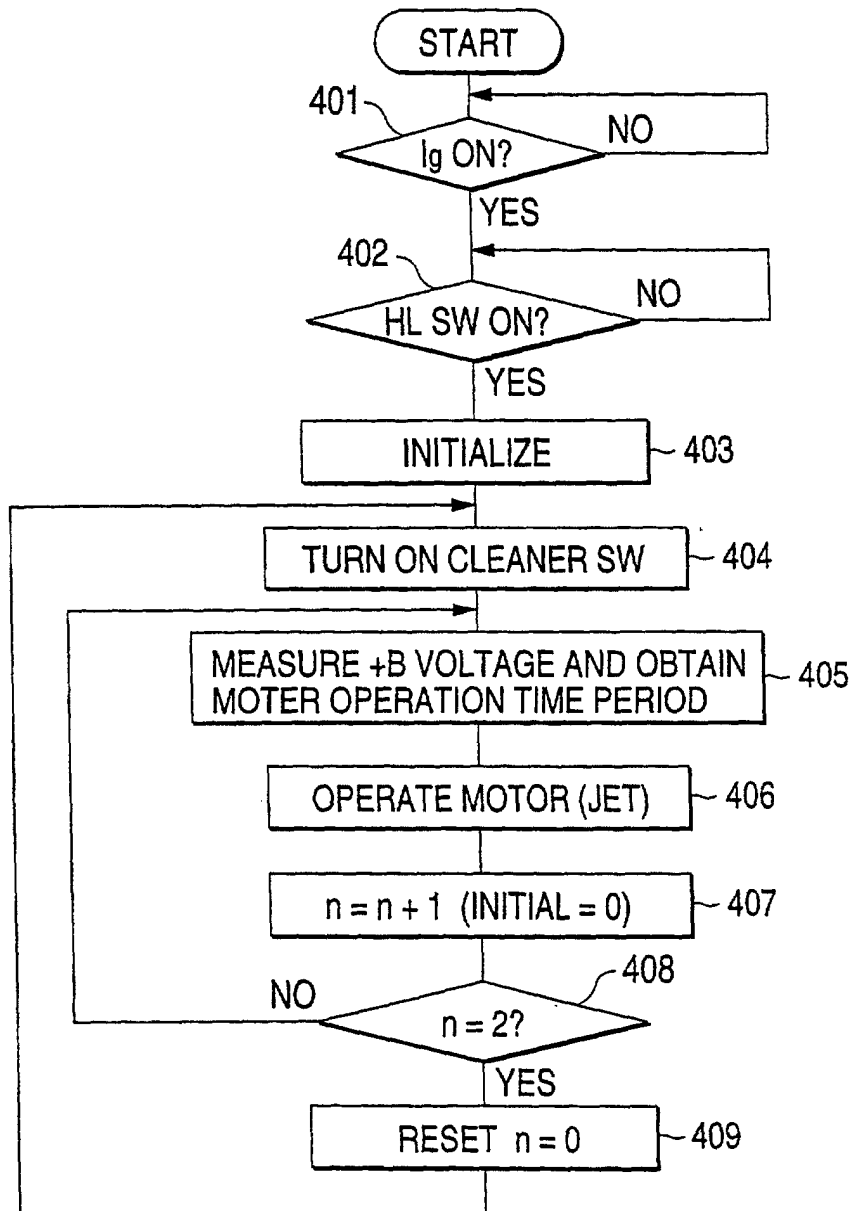 START
401
Ig ON?
NO
YES
402
HL SW ON?
NO
YES
INITIALIZE
403
TURN ON CLEANER SW
404
MEASURE +B VOLTAGE AND OBTAIN
MOTER OPERATION TIME PERIOD
405
OPERATE MOTOR (JET)
406
n = n + 1 (INITIAL = 0)
407
408
NO
n = 2?
YES
RESET n = 0
409